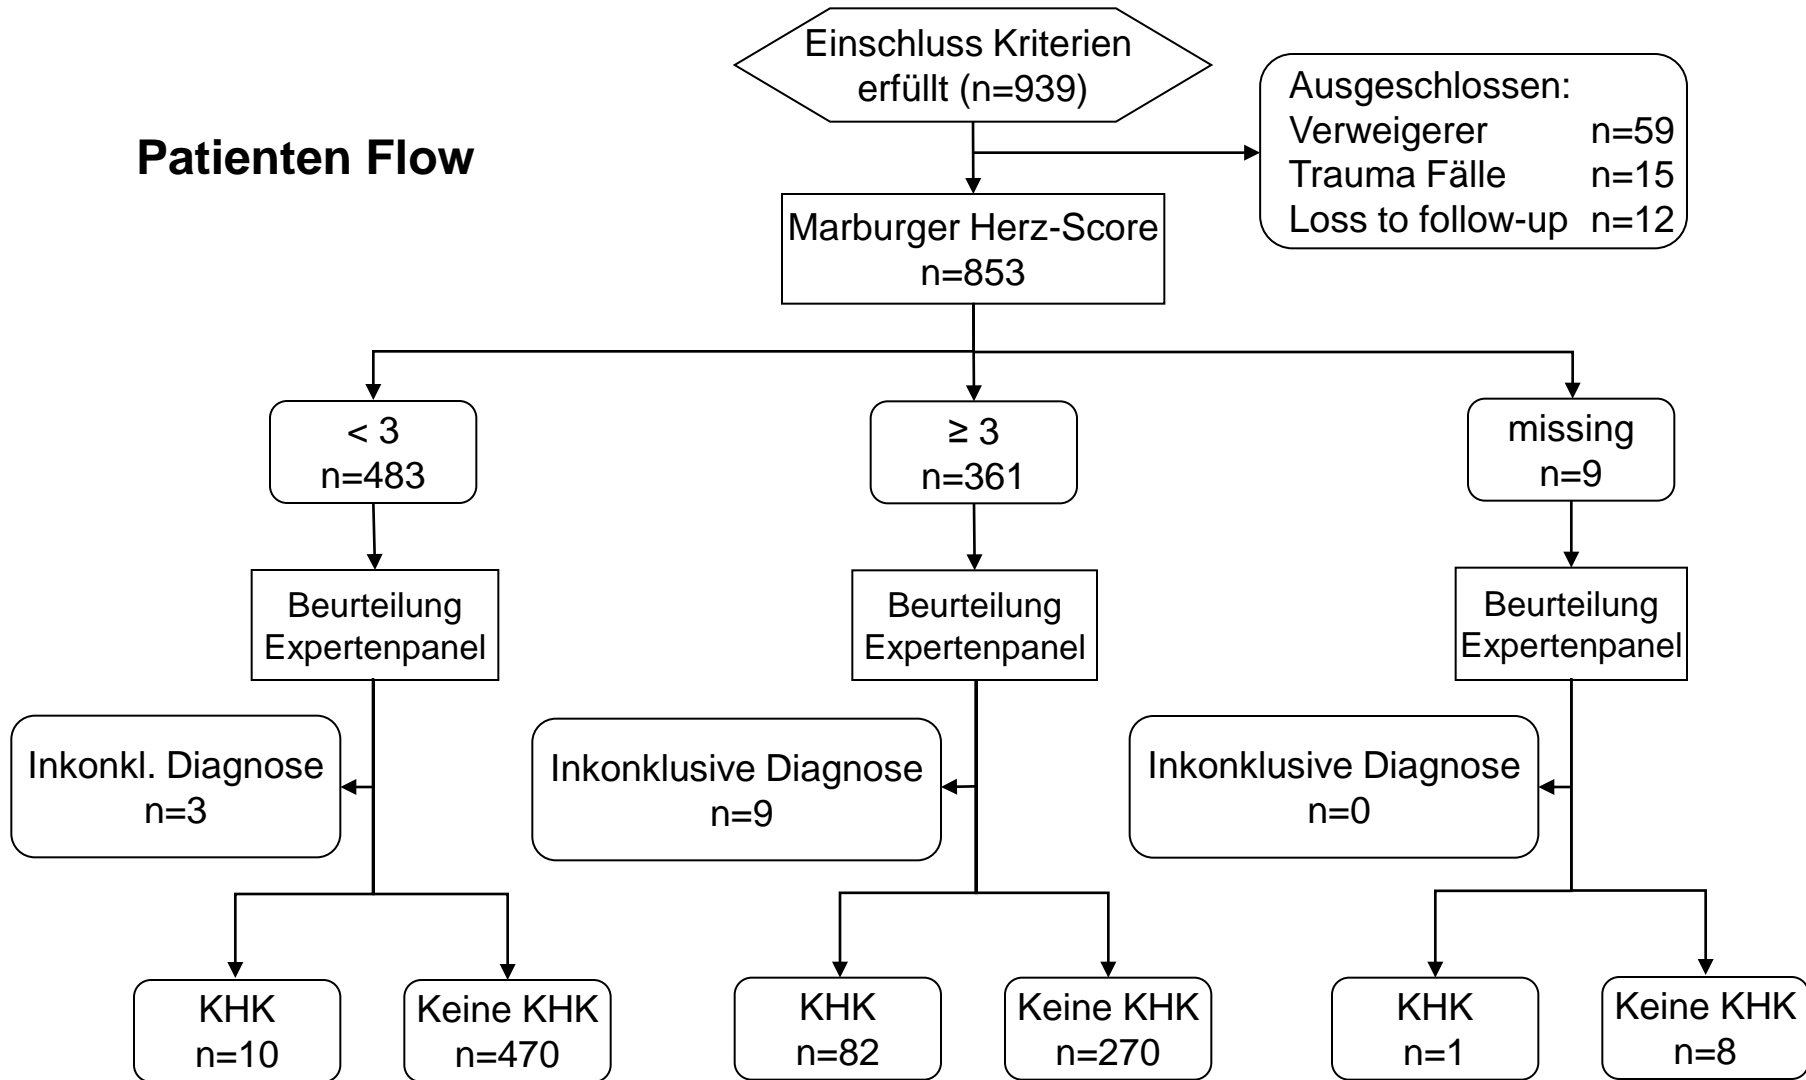 Einschluss Kriterien
erfüllt (n=939)
Ausgeschlossen:
Verweigerer n=59
Trauma Fälle n=15
Loss to follow-up n=12
Patienten Flow
Marburger Herz-Score
n=853
< 3
n=483
≥ 3
n=361
missing
n=9
Beurteilung
Expertenpanel
Beurteilung
Expertenpanel
Beurteilung
Expertenpanel
Inkonkl. Diagnose
n=3
Inkonklusive Diagnose
n=9
Inkonklusive Diagnose
n=0
KHK
n=10
Keine KHK
n=470
KHK
n=82
Keine KHK
n=270
KHK
n=1
Keine KHK
n=8